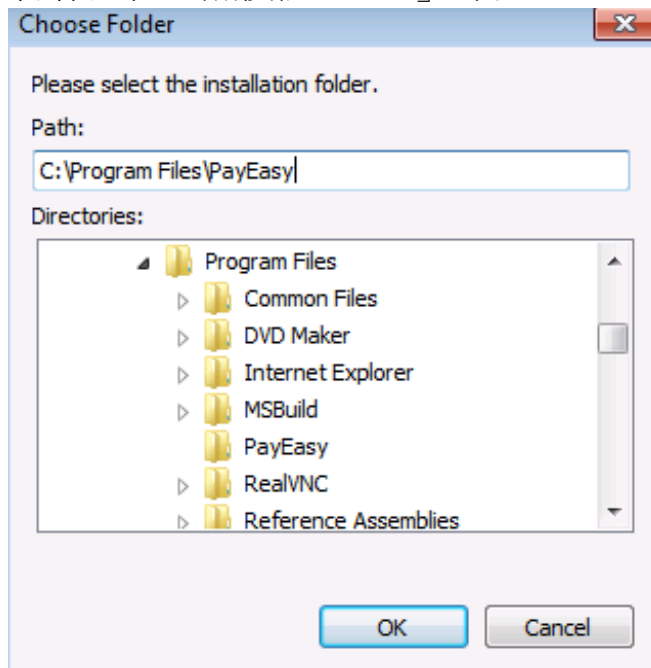 Choose Folder
Please select the installation folder.
Path:
C:\Program Files\PayEasy
Directories:
Program Files
Common Files
DVD Maker
Internet Explorer
MSBuild
PayEasy
RealVNC
Reference Assemblies
OK Cancel